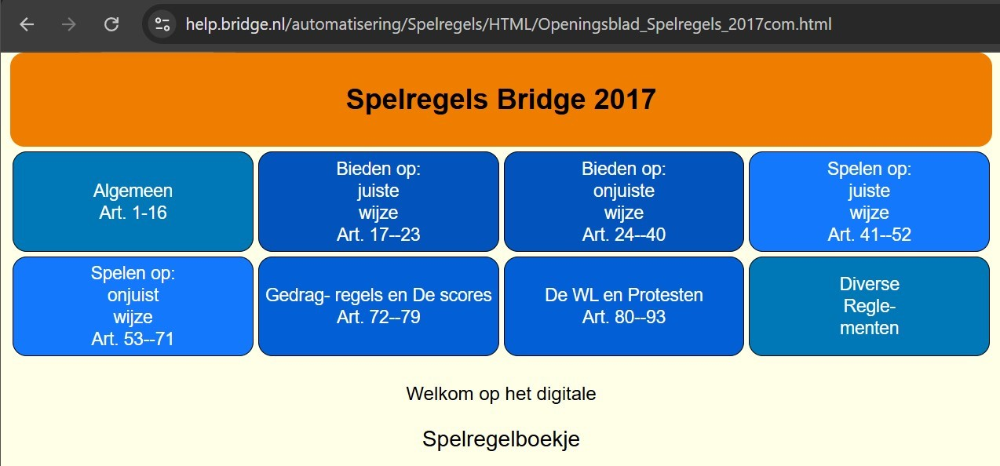 help.bridge.nl/automatisering/Spelregels/HTML/Openingsblad_Spelregels_2017com.html
Spelregels Bridge 2017
Algemeen
Art. 1-16
Bieden op:
juiste
wijze
Art. 17--23
Bieden op:
onjuiste
wijze
Art. 24--40
Spelen op:
juiste
wijze
Art. 41--52
Spelen op:
onjuist
wijze
Art. 53--71
Gedrag- regels en De scores
Art. 72--79
De WL en Protesten
Art. 80--93
Diverse
Regle-
menten
Welkom op het digitale
Spelregelboekje